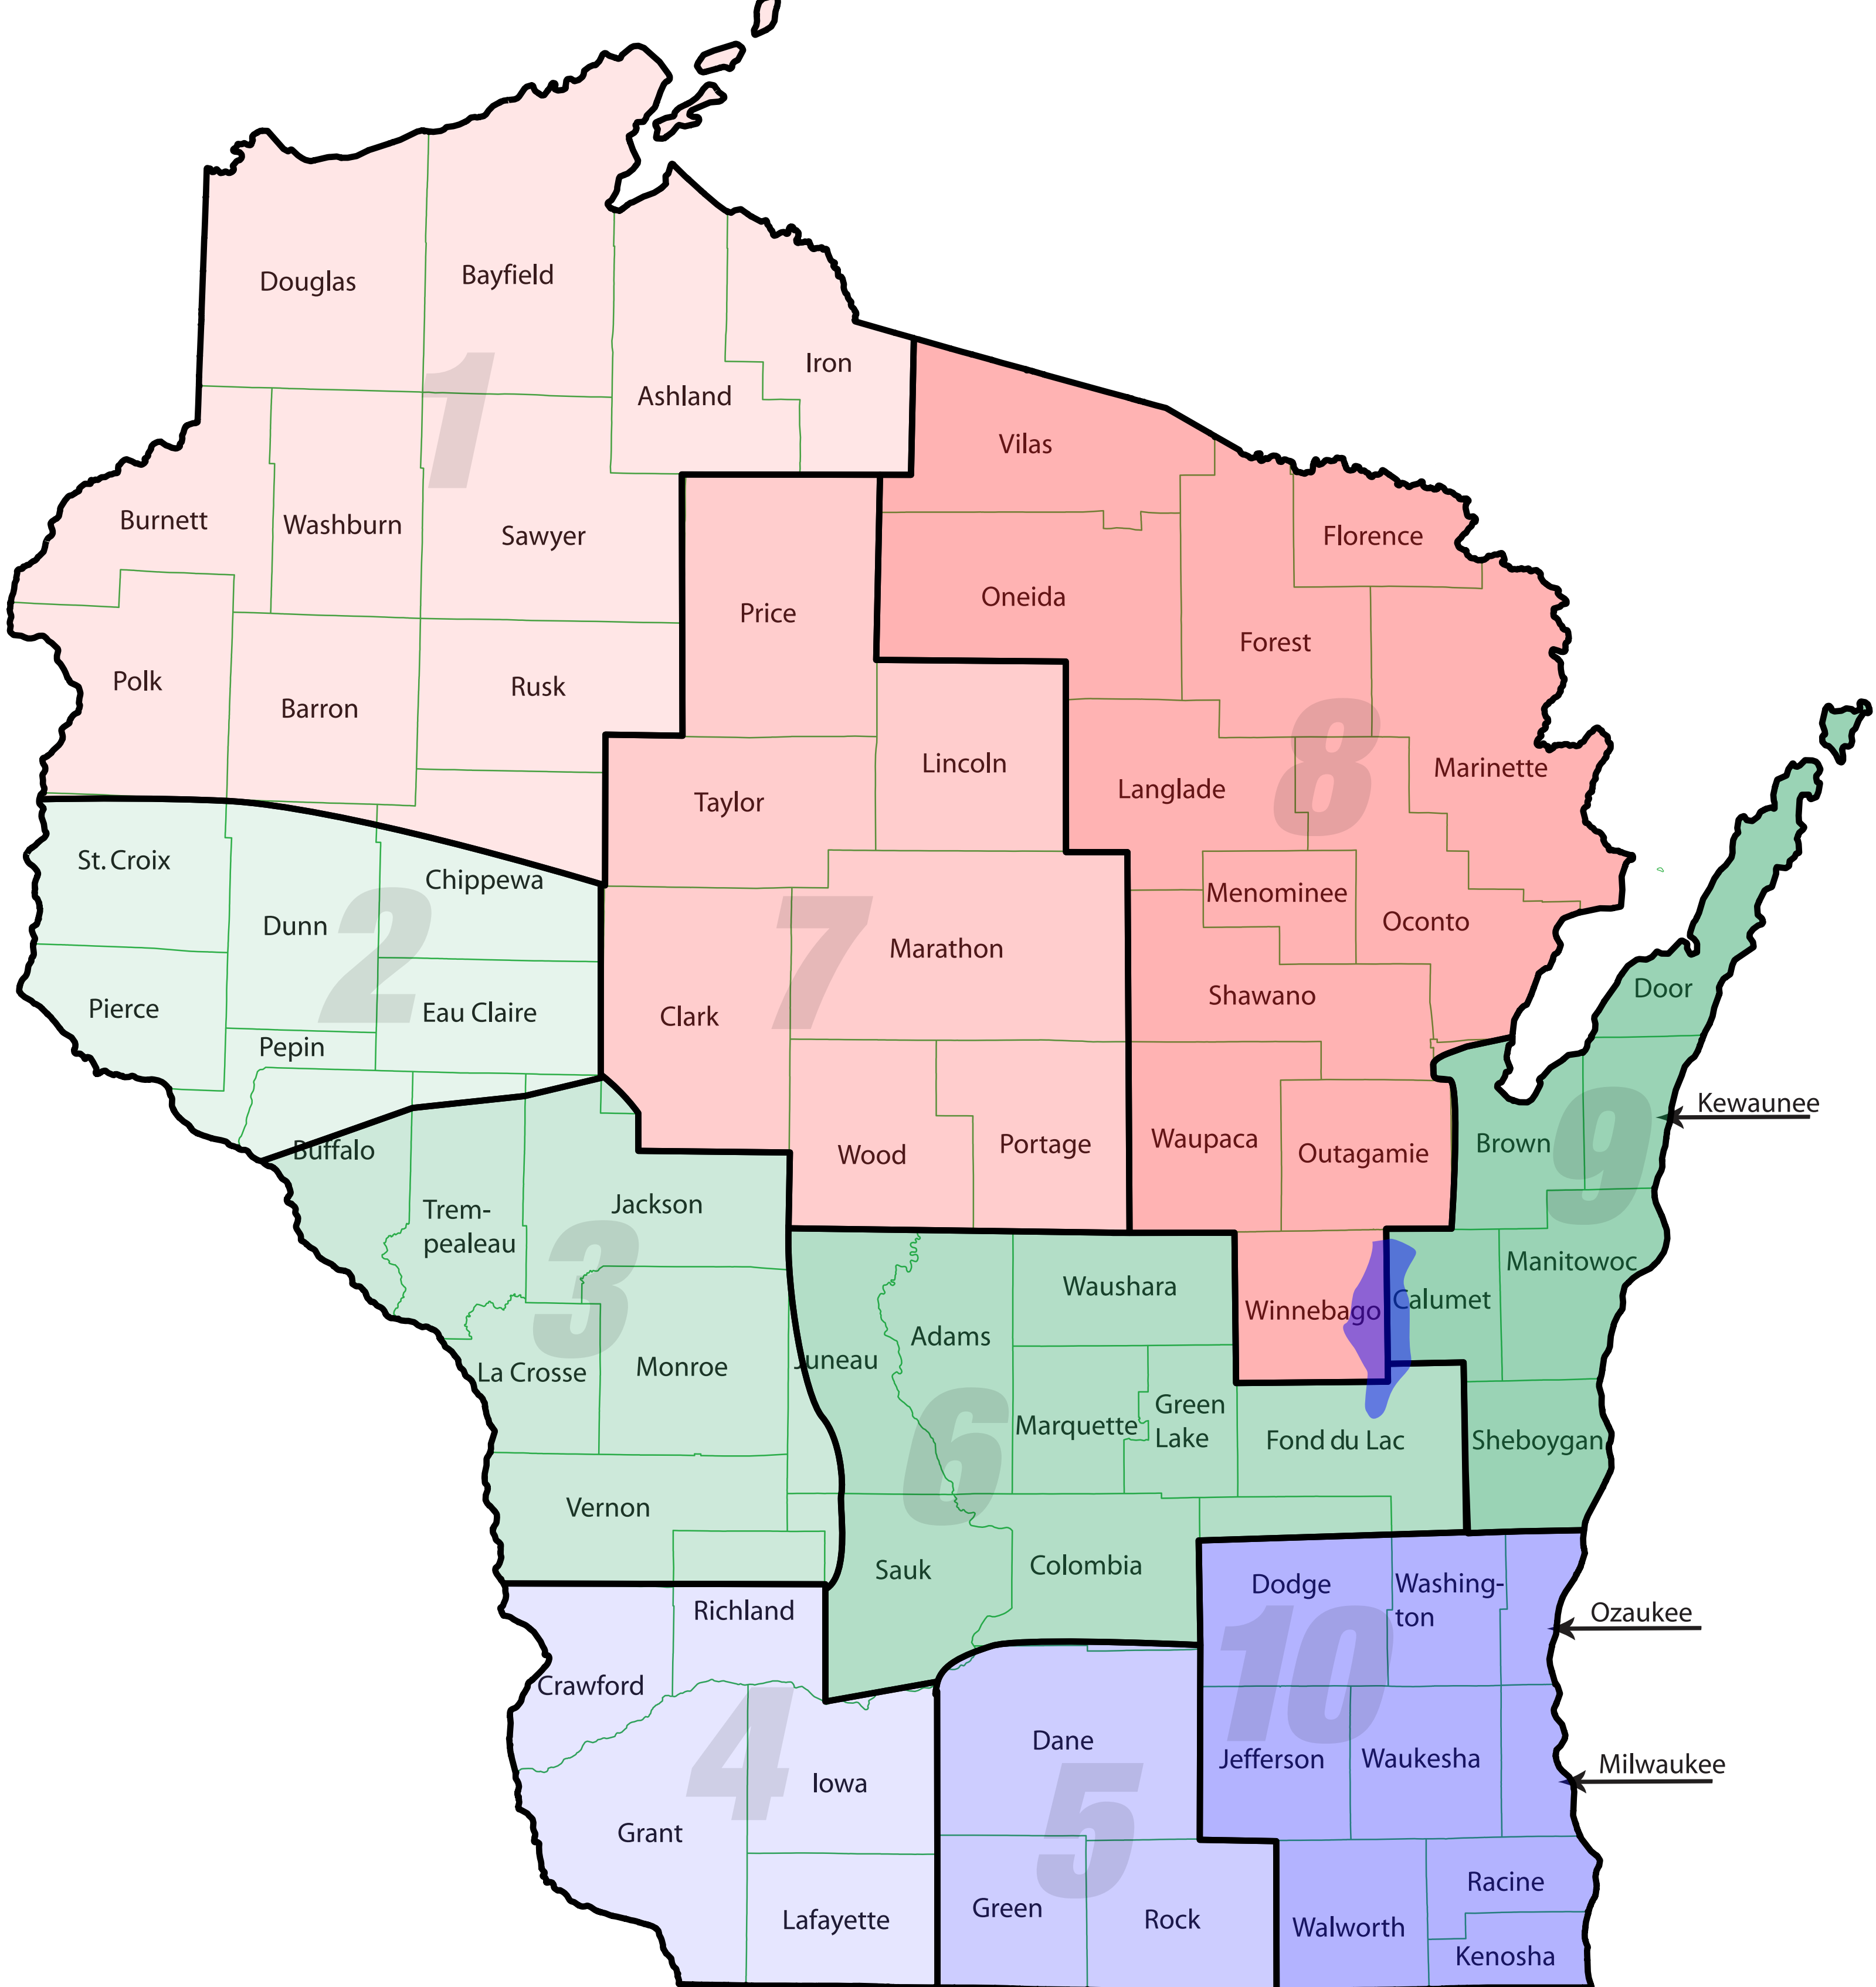 Douglas
Bayfield
Iron
Ashland
1
Vilas
Burnett
Washburn
Sawyer
Florence
Oneida
Price
Forest
Polk
Rusk
Barron
Lincoln
Marinette
8
Langlade
Taylor
St. Croix
Chippewa
Menominee
Dunn
2
Oconto
7
Marathon
Door
Shawano
Pierce
Eau Claire
Clark
Pepin
Kewaunee
Waupaca
Brown
9
Buffalo
Wood
Portage
Outagamie
Jackson
Trem-
pealeau
Manitowoc
3
Waushara
Calumet
Winnebago
Adams
Juneau
Monroe
La Crosse
Green
Lake
Marquette
6
Fond du Lac
Sheboygan
Vernon
Sauk
Colombia
Dodge
Washing-
ton
Richland
Ozaukee
10
Crawford
Dane
4
Jefferson
Waukesha
Milwaukee
Iowa
Grant
5
Racine
Green
Lafayette
Rock
Walworth
Kenosha